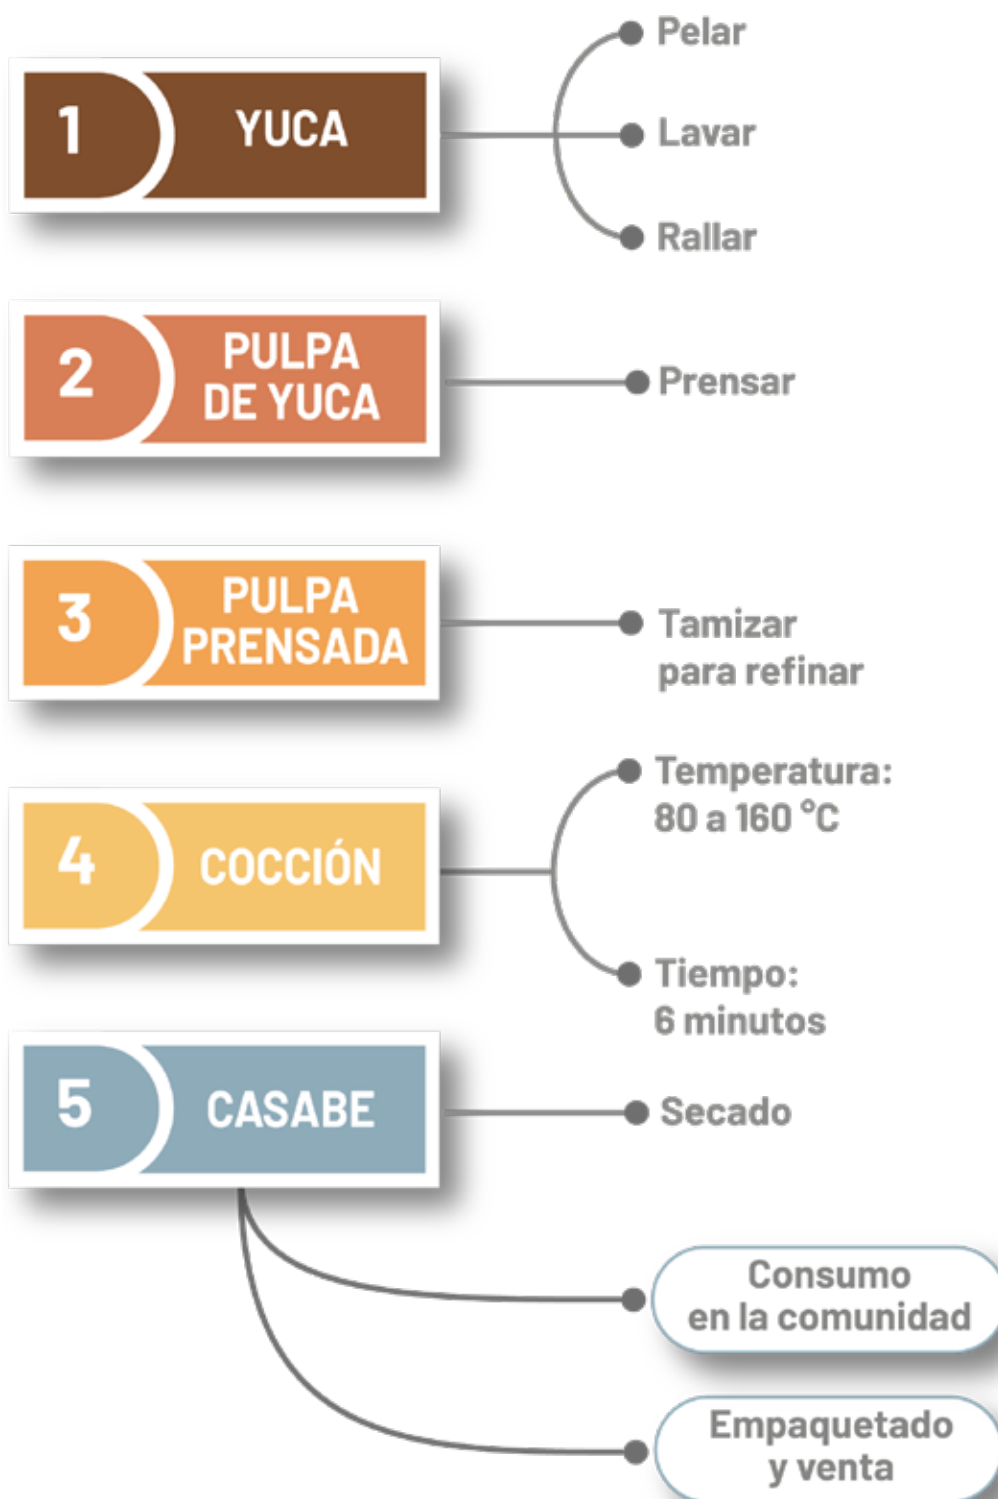 1
YUCA
Pelar
Lavar
Rallar
2
PULPA
DE YUCA
Prensar
3
PULPA
PRENSADA
Tamizar
para refinar
4
COCCIÓN
Temperatura:
80 a 160 °C
Tiempo:
6 minutos
5
CASABE
Secado
Consumo
en la comunidad
Empaquetado
y venta